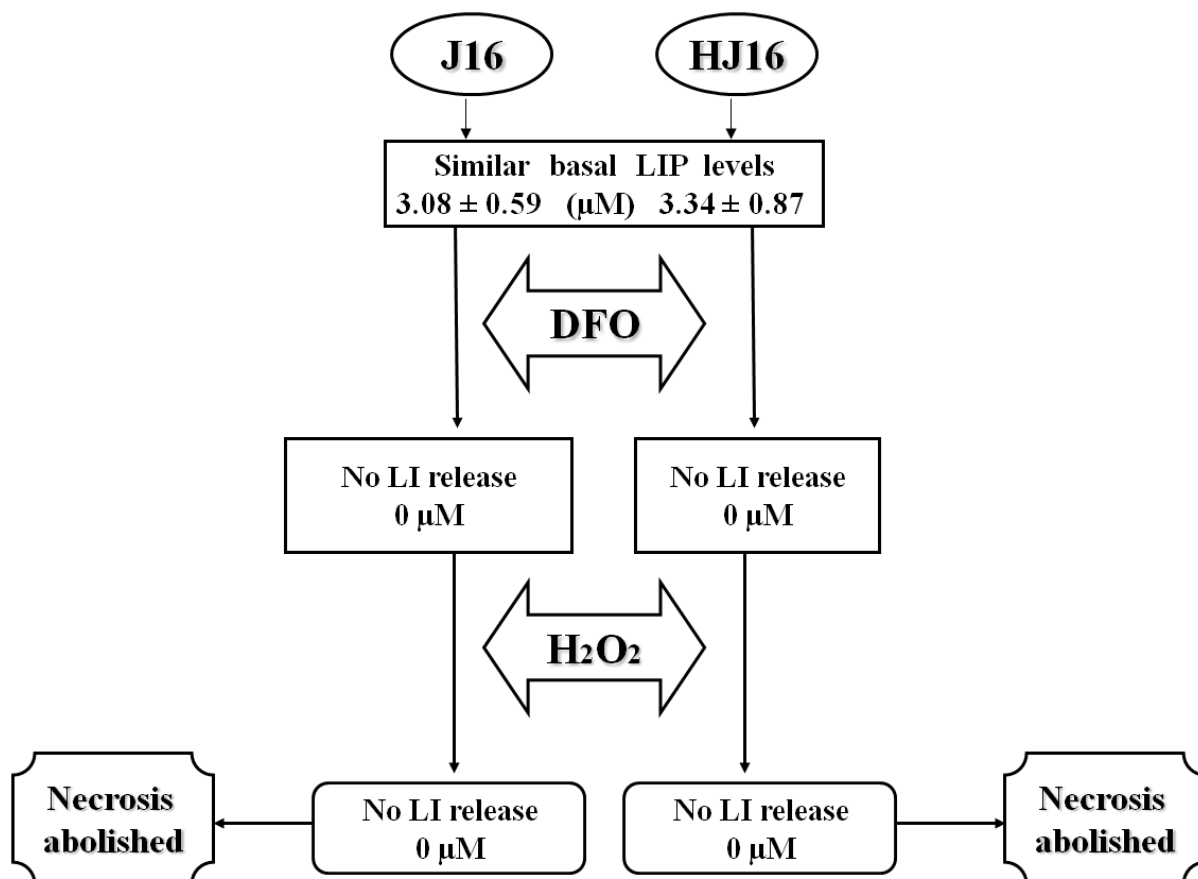 J16
HJ16
Similar basal LIP levels
3.08 ± 0.59 (μM) 3.34 ± 0.87
DFO
No LI release
0 μM
No LI release
0 μM
H₂O₂
Necrosis
abolished
No LI release
0 μM
No LI release
0 μM
Necrosis
abolished